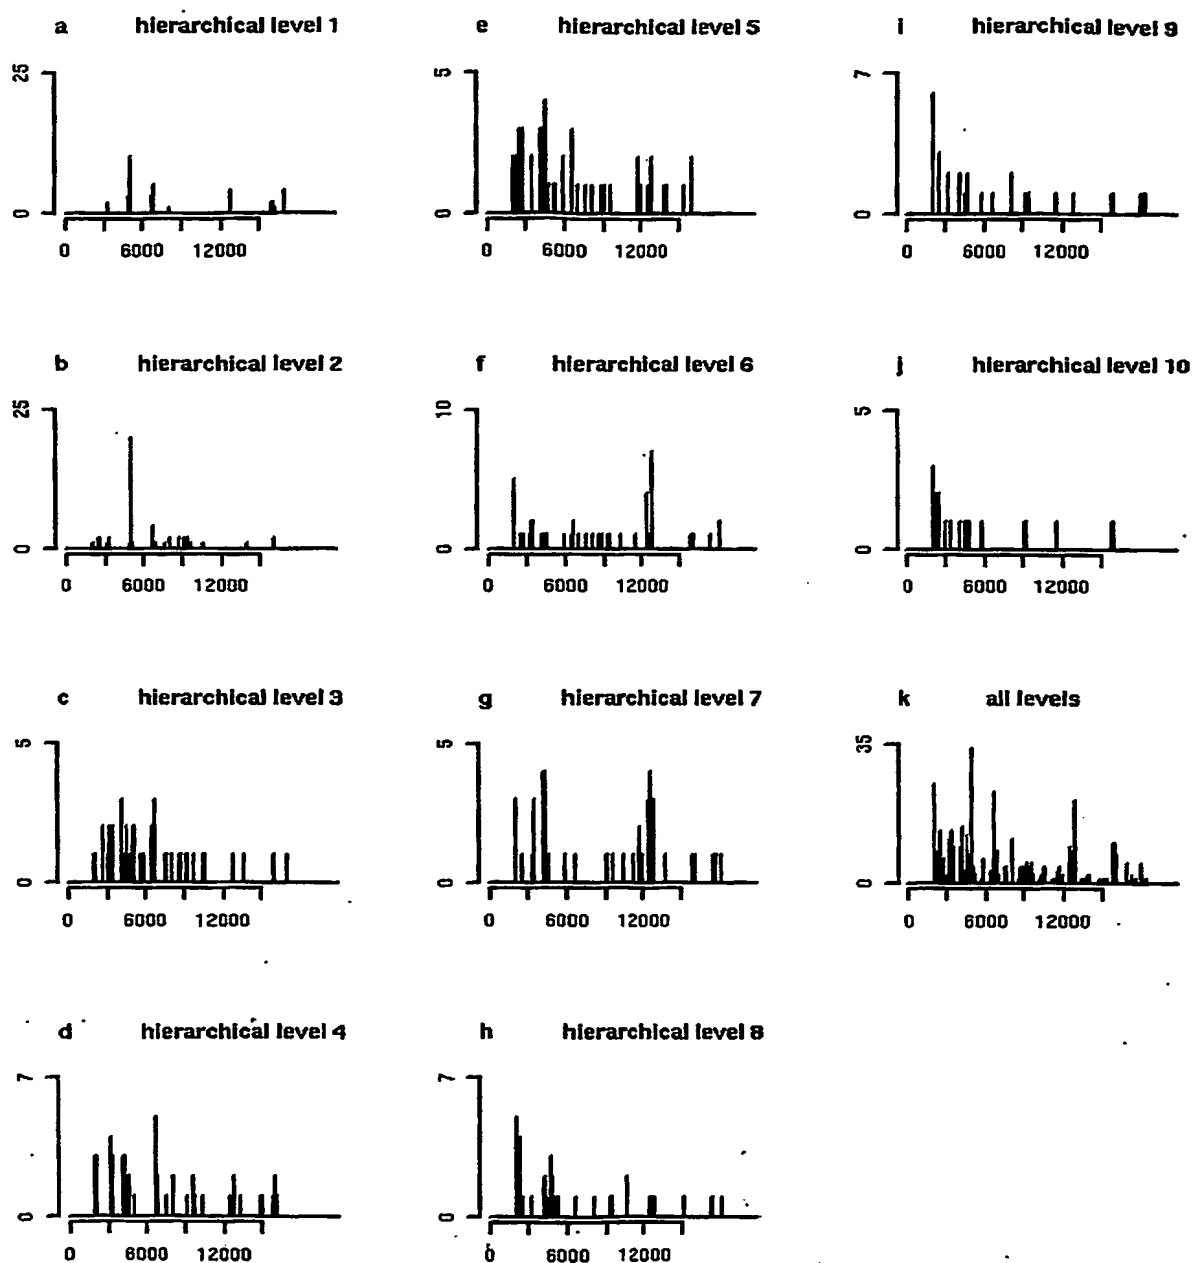 a hierarchical level 1
25
0
0 6000 12000
b hierarchical level 2
25
0
0 6000 12000
c hierarchical level 3
5
0
0 6000 12000
d hierarchical level 4
7
0
0 6000 12000
e hierarchical level 5
5
0
0 6000 12000
f hierarchical level 6
10
0
0 6000 12000
g hierarchical level 7
5
0
0 6000 12000
h hierarchical level 8
7
0
0 6000 12000
i hierarchical level 9
7
0
0 6000 12000
j hierarchical level 10
5
0
0 6000 12000
k all levels
35
0
0 6000 12000